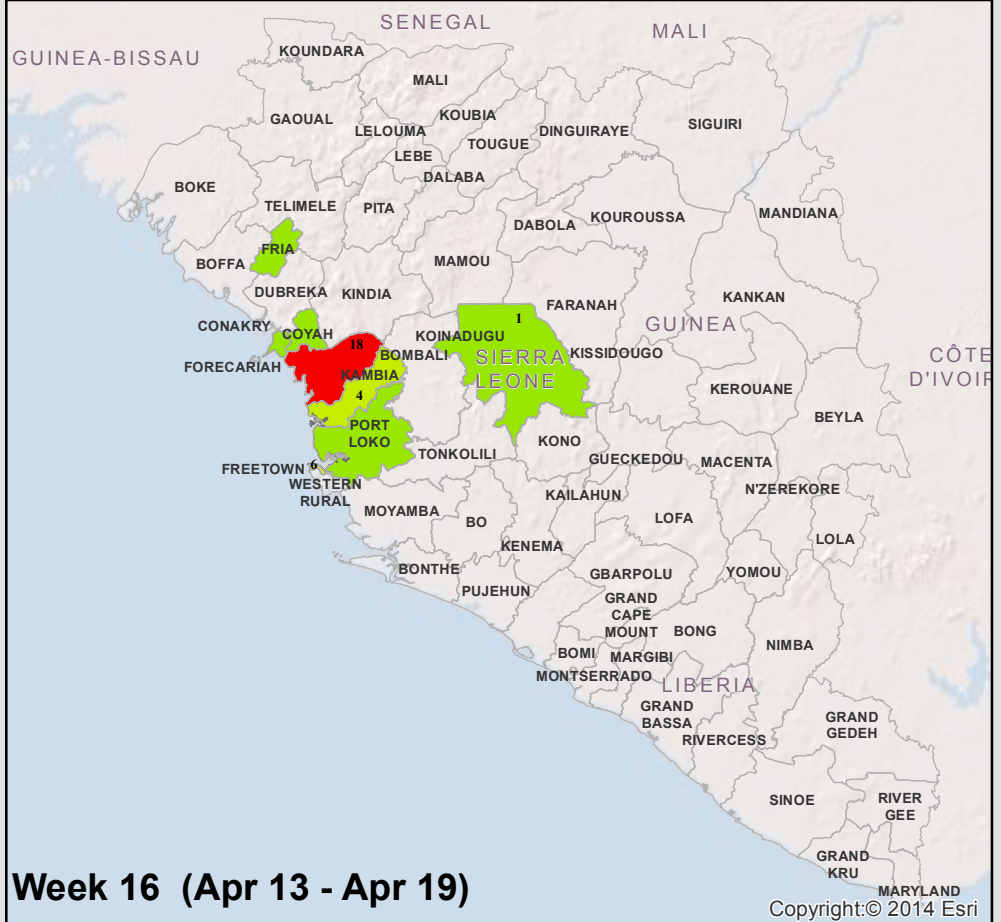 SENEGAL
MALI
GUINEA-BISSAU
KOUNDARA
MALI
GAOUAL
KOUBIA
LELOUMA
TOUGUE
DINGUIRAYE
SIGUIRI
LEBE
DALABA
BOKE
TELIMELE
PITA
DABOLA
KOUROUSSA
MANDIANA
FRIA
BOFFA
MAMOU
DUBREKA
KINDIA
FARANAH
KANKAN
CONAKRY
COYAH
1
18
KOINADUGU
GUINEA
FORECARIAH
BOMBALI
SIERRA
LEONE
KISSIDOUGO
CÔTE
D'IVOIR
KAMBIA
4
KEROUANE
BEYLA
PORT
LOKO
KONO
TONKOLILI
GUECKEDOU
MACENTA
FREETOWN
6
WESTERN
RURAL
KAILAHUN
N'ZEREKORE
MOYAMBA
BO
LOFA
LOLA
KENEMA
BONTHE
GBARPOLU
YOMOU
PUJEHUN
GRAND
CAPE
MOUNT
BONG
NIMBA
BOMI
MARGIBI
MONTSERRADO
LIBERIA
GRAND
BASSA
GRAND
GEDEH
RIVERCESS
SINOE
RIVER
GEE
GRAND
KRU
MARYLAND
Week 16 (Apr 13 - Apr 19)
Copyright:© 2014 Esri